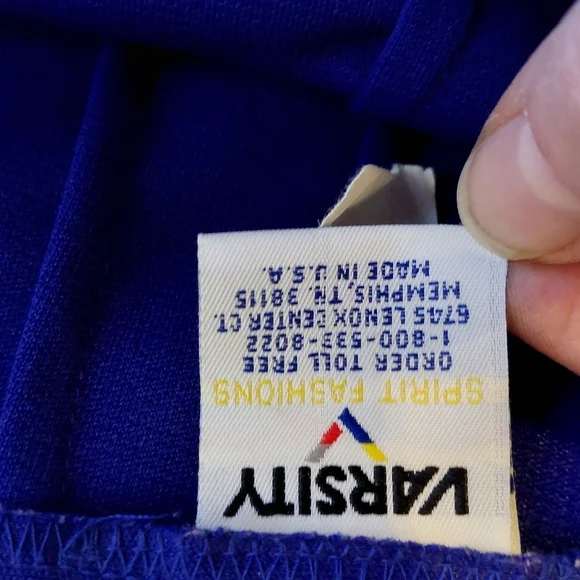 VARSITY
SPIRIT FASHIONS
ORDER TOLL FREE
1-800-533-8022
6745 LENOX CENTER CT.
MEMPHIS, TN. 38115
MADE IN U.S.A.